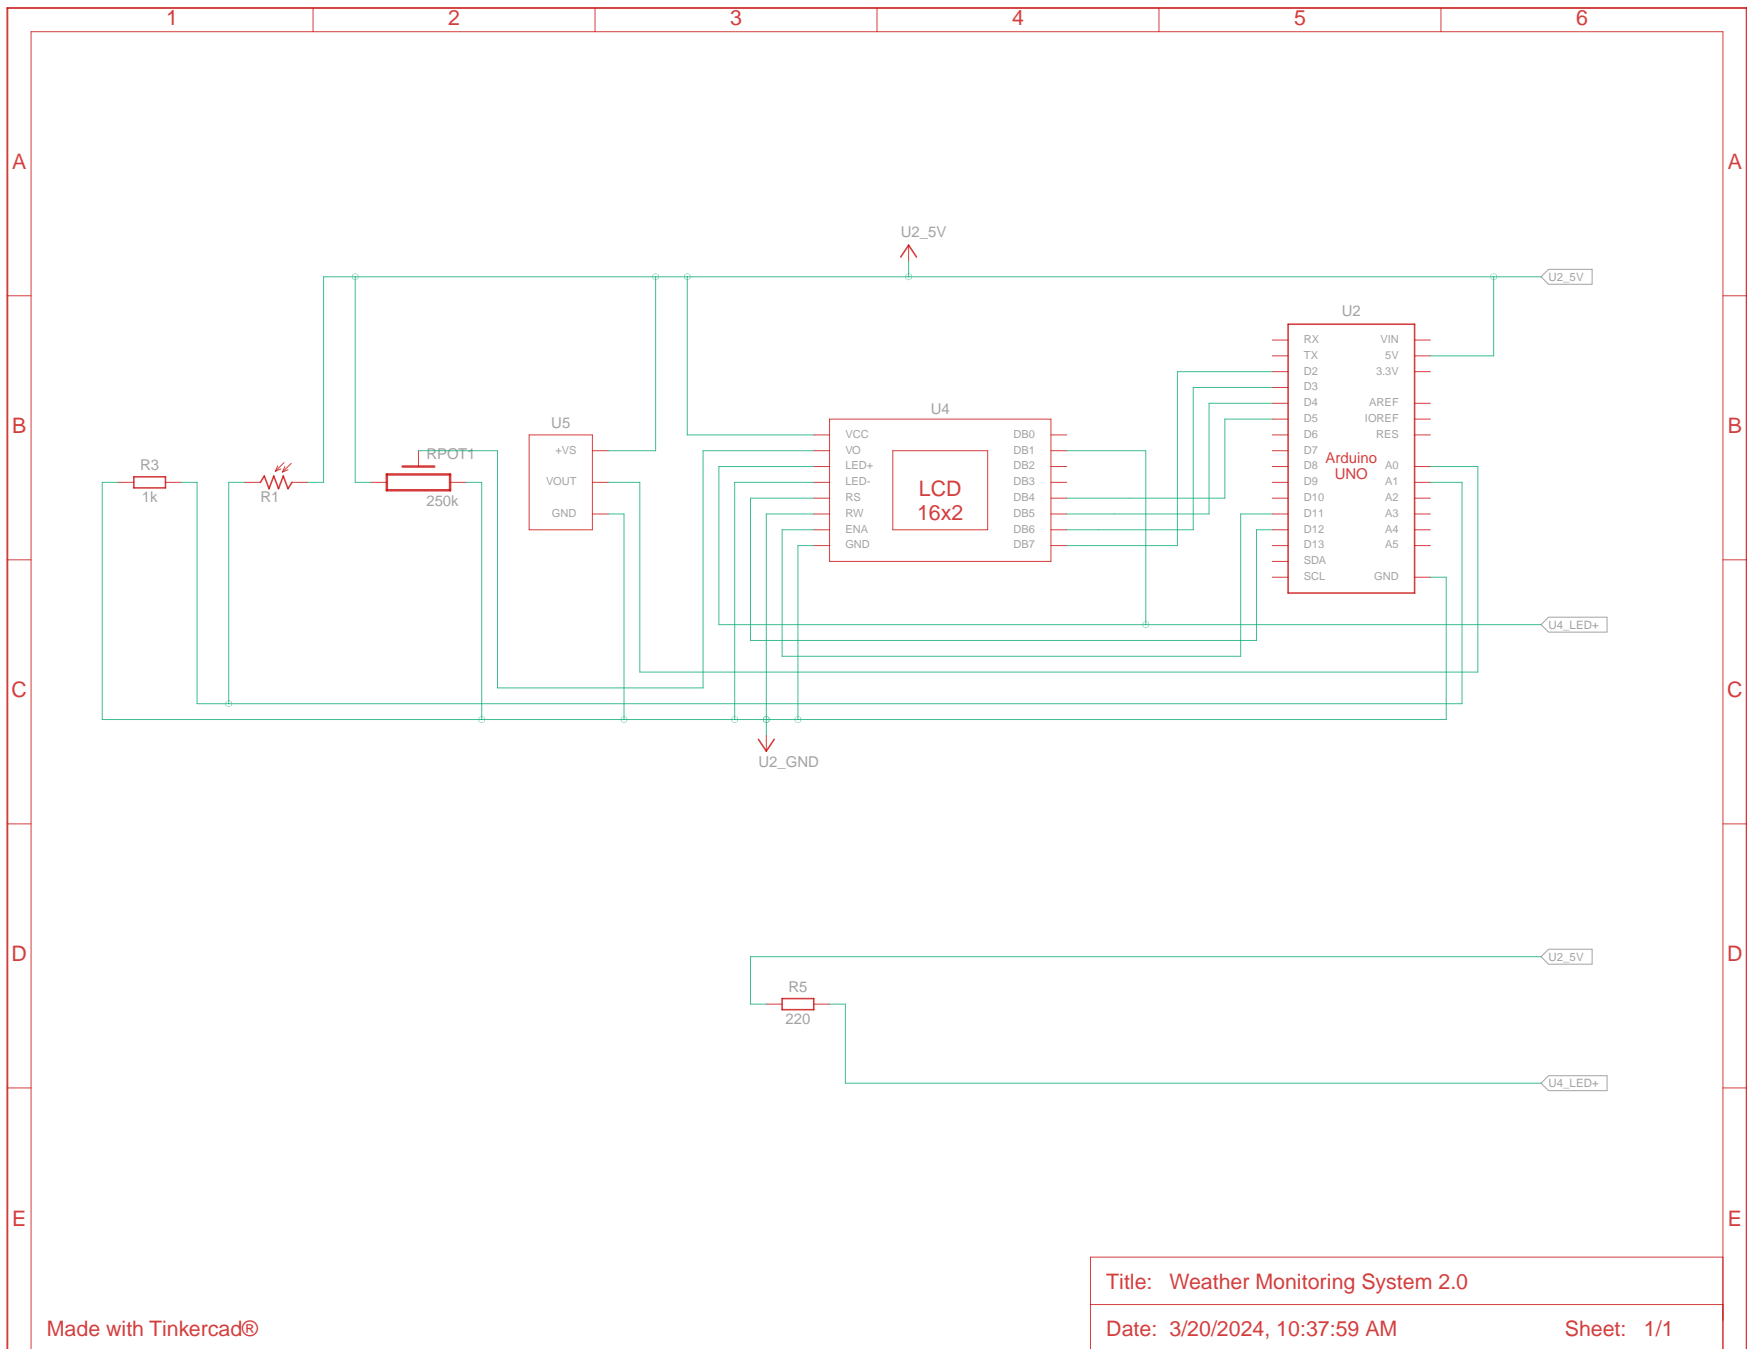 1 2 3 4 5 6
A A
U2_5V
U2_5V
U2
RX VIN
TX 5V
D2 3.3V
D3
D4 AREF
D5 IOREF
D6 RES
D7
D8 A0
D9 A1
D10 A2
D11 A3
D12 A4
D13 A5
SDA
SCL GND
Arduino
UNO
B B
U4
VCC DB0
VO DB1
LED+ DB2
LED- DB3
RS DB4
RW DB5
ENA DB6
GND DB7
LCD
16x2
U5
+VS
VOUT
GND
RPOT1
250k
R3
1k
R1
U4_LED+
C C
U2_GND
D D
U2_5V
R5
220
U4_LED+
E E
Title: Weather Monitoring System 2.0
Made with Tinkercad®
Date: 3/20/2024, 10:37:59 AM Sheet: 1/1